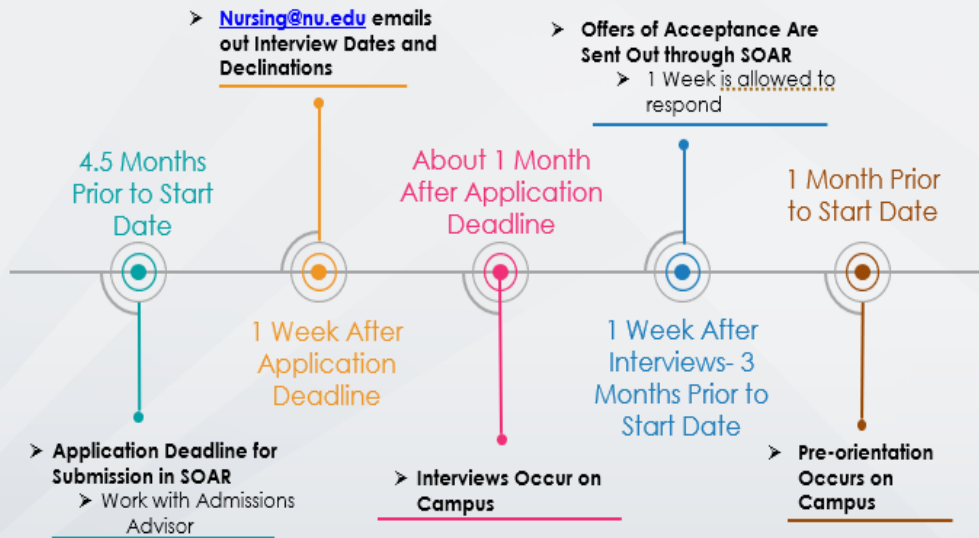 ➤ Nursing@nu.edu emails
out Interview Dates and
Declinations
➤ Offers of Acceptance Are
Sent Out through SOAR
➤ 1 Week is allowed to
respond
4.5 Months
Prior to Start
Date
About 1 Month
After Application
Deadline
1 Month Prior
to Start Date
1 Week After
Application
Deadline
1 Week After
Interviews- 3
Months Prior to
Start Date
➤ Application Deadline for
Submission in SOAR
➤ Work with Admissions
Advisor
➤ Interviews Occur on
Campus
➤ Pre-orientation
Occurs on
Campus